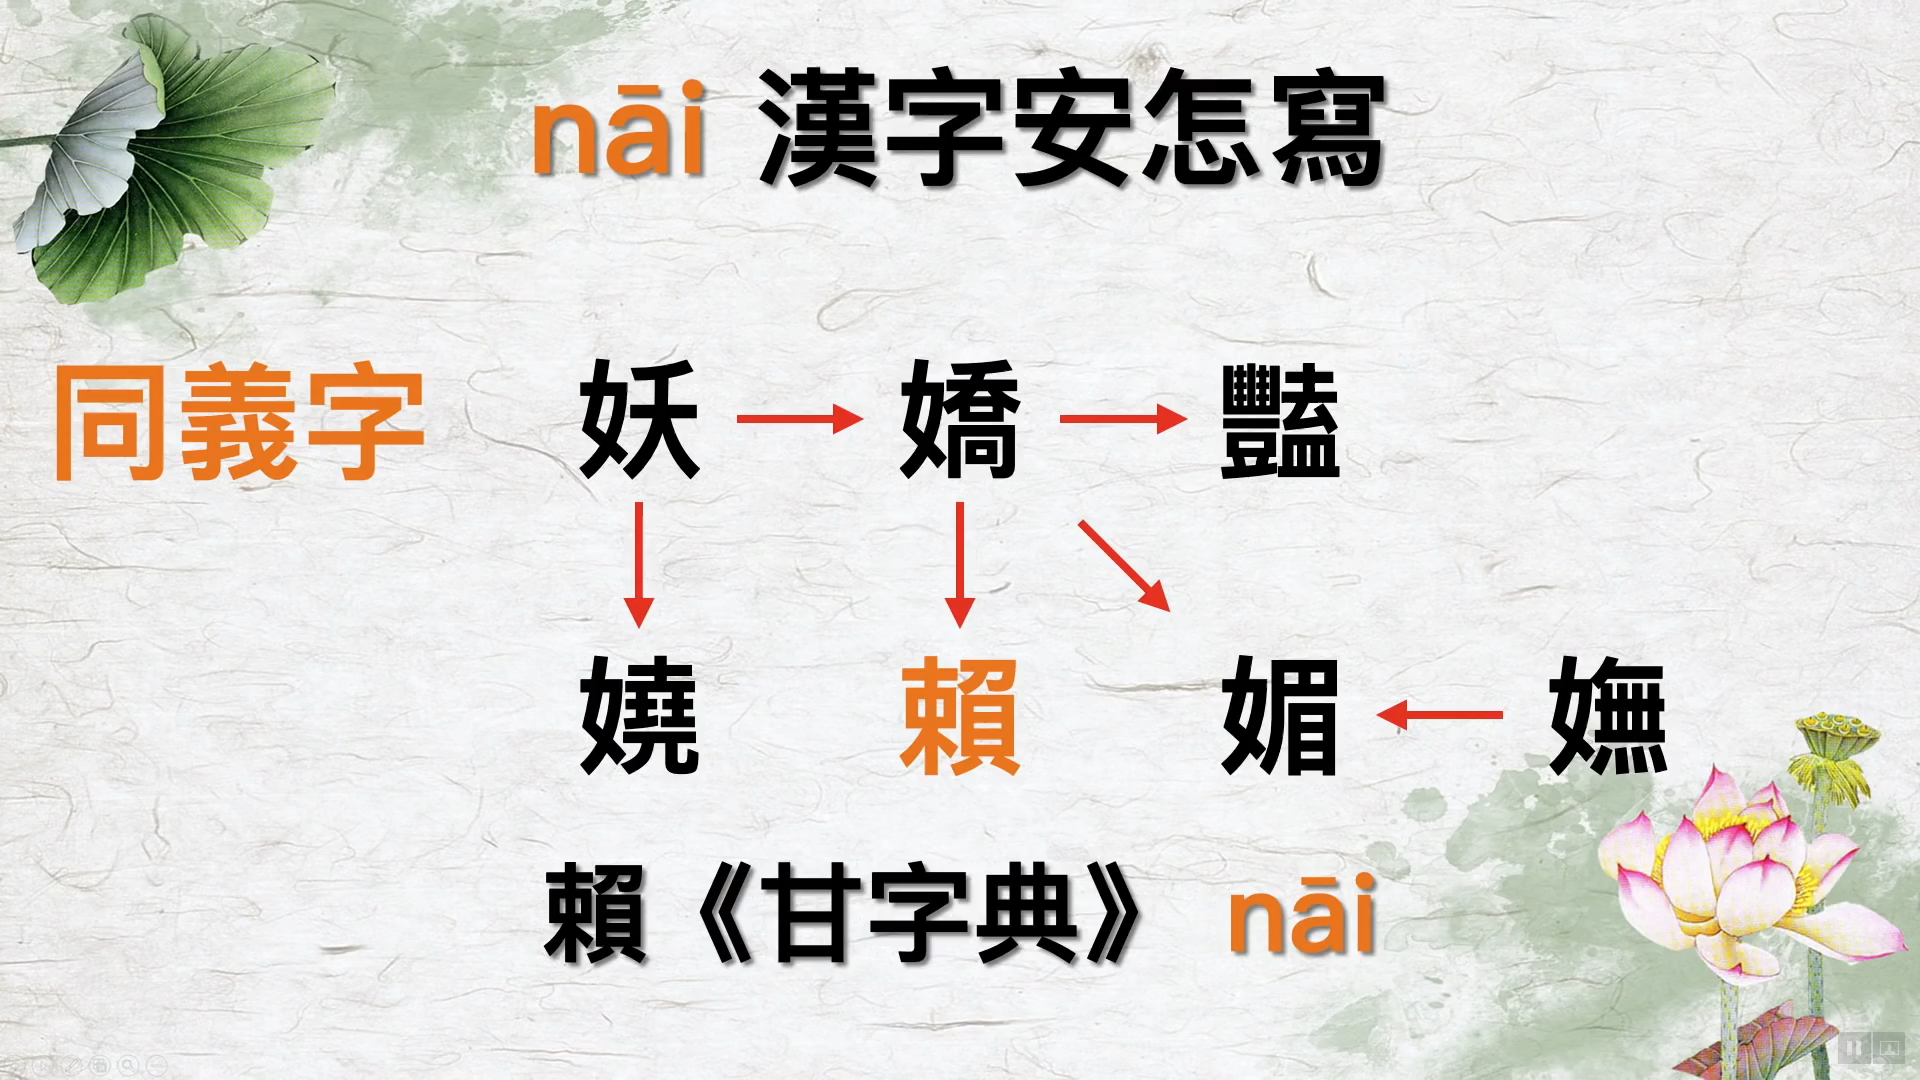 nāi 漢字安怎寫
同義字 妖 嬌 豔
嬈 賴 媚 嫵
賴《甘字典》 nāi